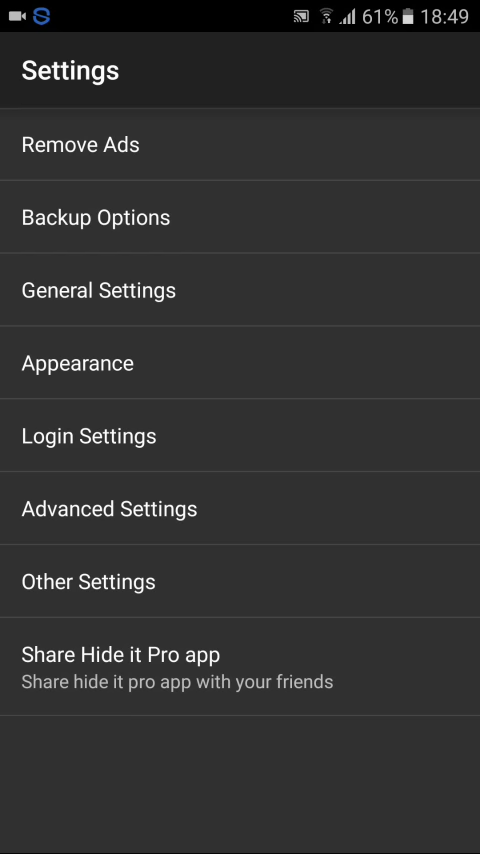 61% 18:49
Settings
Remove Ads
Backup Options
General Settings
Appearance
Login Settings
Advanced Settings
Other Settings
Share Hide it Pro app
Share hide it pro app with your friends